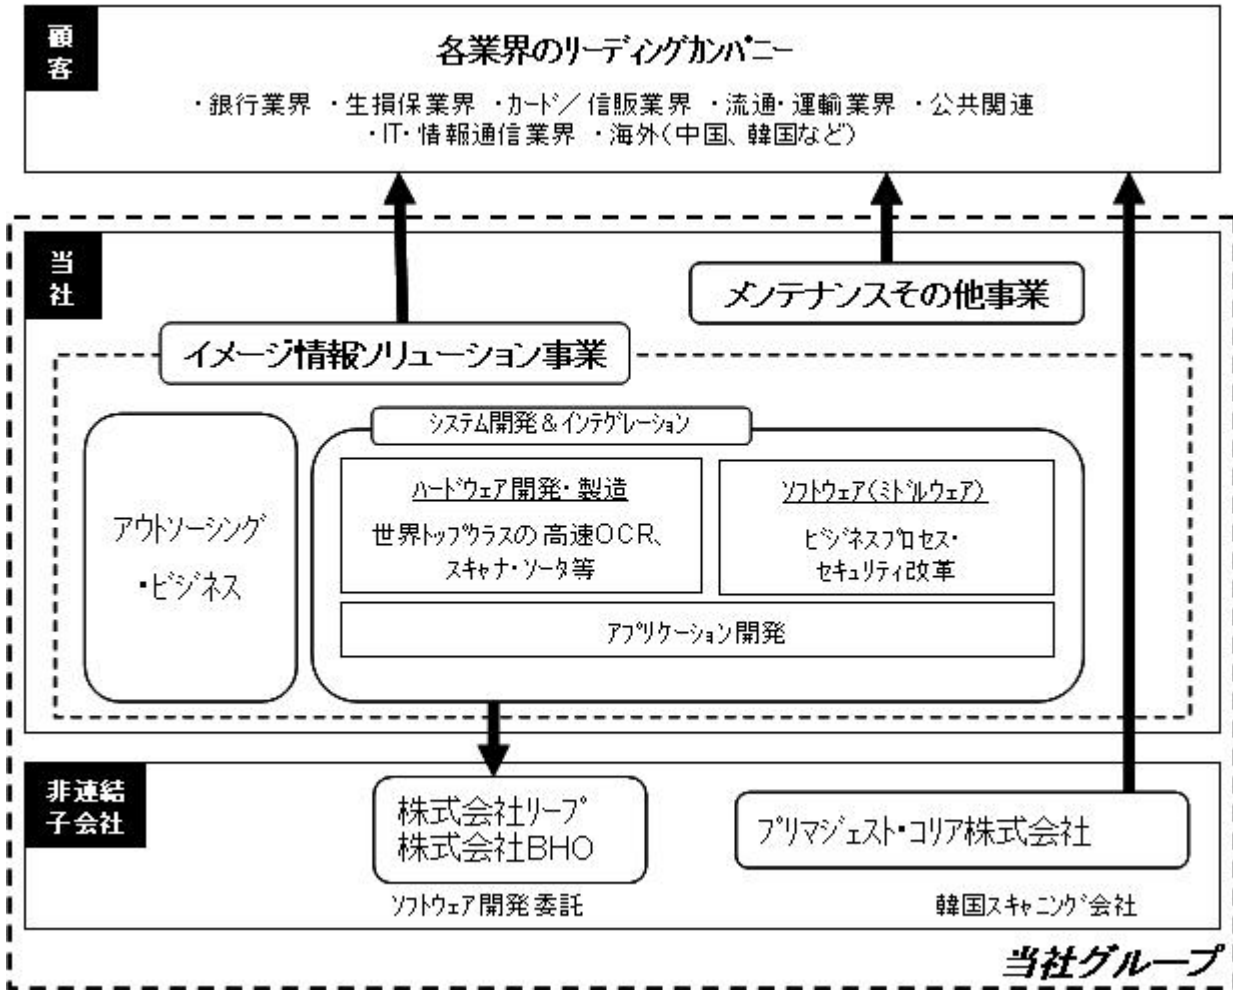 顧客
各業界のリーディングカンパニー
・銀行業界 ・生損保業界 ・カード／信販業界 ・流通・運輸業界 ・公共関連
・IT・情報通信業界 ・海外(中国、韓国など)
当社
メンテナンスその他事業
イメージ情報ソリューション事業
システム開発＆インテグレーション
ハードウェア開発・製造
世界トップクラスの高速OCR、
スキャナ・ソータ等
ソフトウェア(ミドルウェア)
ビジネスプロセス・
セキュリティ改革
アウトソーシング
・ビジネス
アプリケーション開発
非連結
子会社
株式会社リープ
株式会社BHO
ソフトウェア開発委託
プリマジェスト・コリア株式会社
韓国スキャニング会社
当社グループ